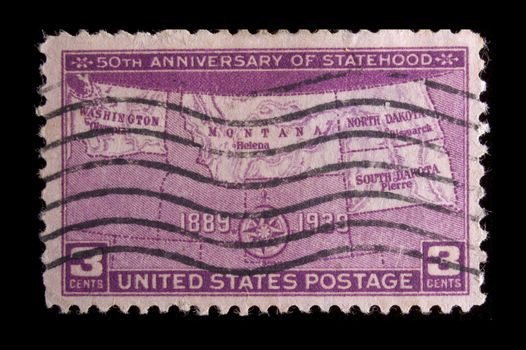 50TH ANNIVERSARY OF STATEHOOD
WASHINGTON
Olympia
MONTANA
Helena
NORTH DAKOTA
Bismarck
SOUTH DAKOTA
Pierre
1889 1939
3 CENTS
UNITED STATES POSTAGE
3 CENTS